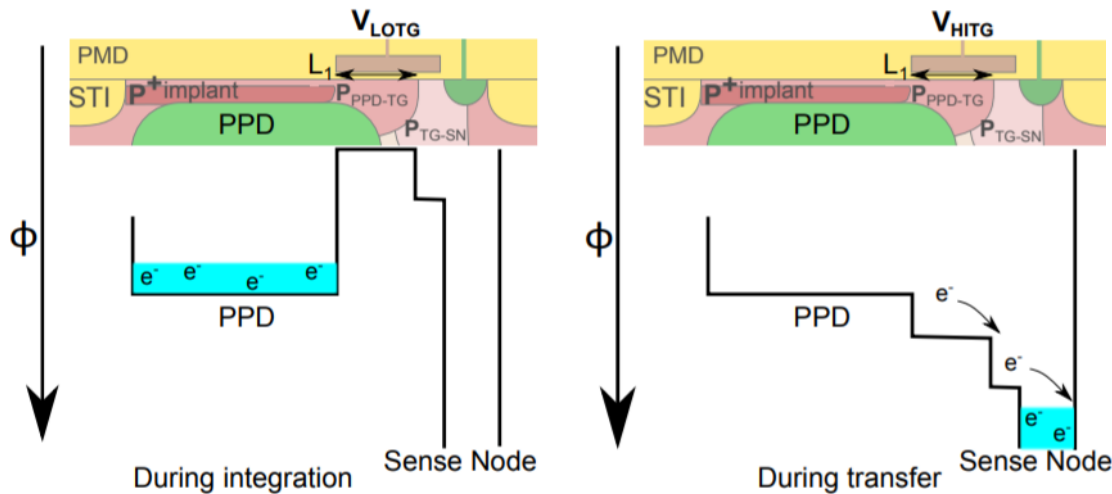 V_LOTG
PMD
L₁
STI P⁺implant P_PPD-TG
PPD
P_TG-SN
Φ
e⁻ e⁻ e⁻ e⁻
PPD
Sense Node
During integration
V_HITG
PMD
L₁
STI P⁺implant P_PPD-TG
PPD
P_TG-SN
Φ
e⁻
PPD
e⁻
e⁻ e⁻
Sense Node
During transfer